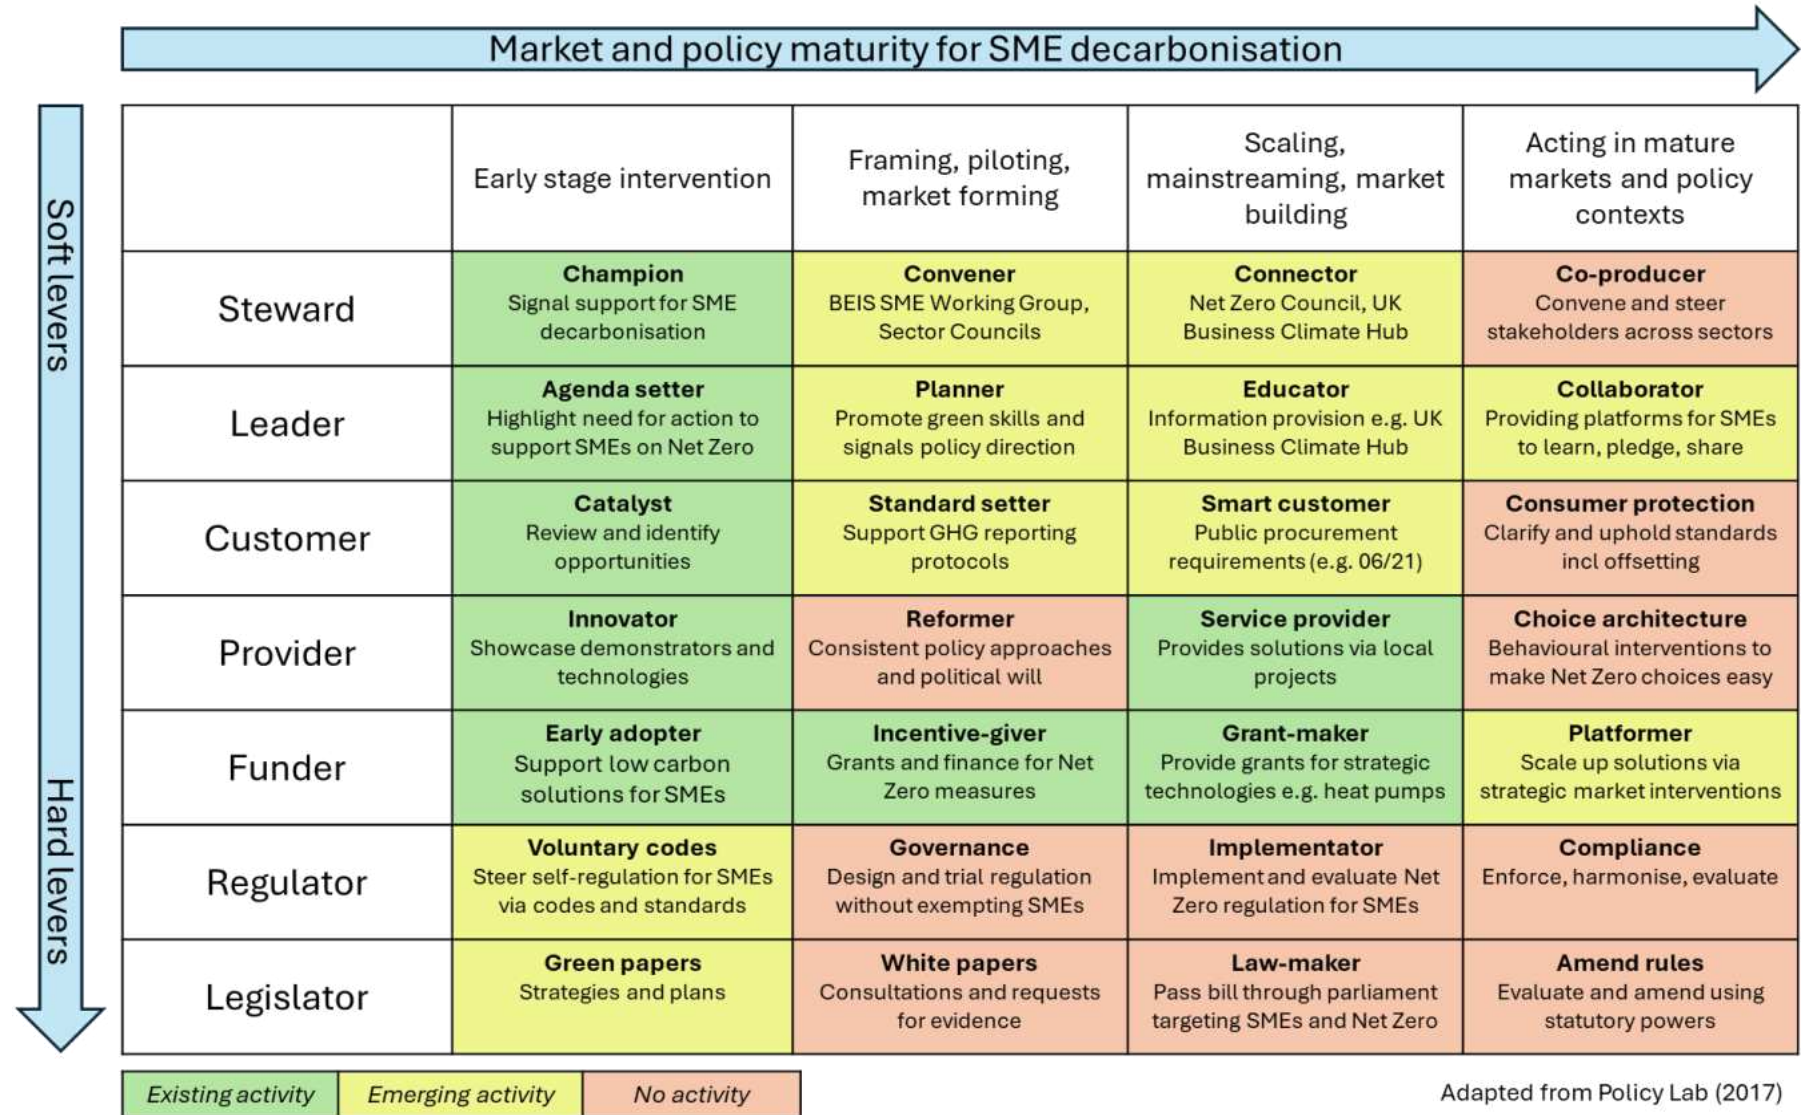 Market and policy maturity for SME decarbonisation
Soft levers
Hard levers
Early stage intervention
Framing, piloting,
market forming
Scaling,
mainstreaming, market
building
Acting in mature
markets and policy
contexts
Steward
Champion
Signal support for SME
decarbonisation
Convener
BEIS SME Working Group,
Sector Councils
Connector
Net Zero Council, UK
Business Climate Hub
Co-producer
Convene and steer
stakeholders across sectors
Leader
Agenda setter
Highlight need for action to
support SMEs on Net Zero
Planner
Promote green skills and
signals policy direction
Educator
Information provision e.g. UK
Business Climate Hub
Collaborator
Providing platforms for SMEs
to learn, pledge, share
Customer
Catalyst
Review and identify
opportunities
Standard setter
Support GHG reporting
protocols
Smart customer
Public procurement
requirements (e.g. 06/21)
Consumer protection
Clarify and uphold standards
incl offsetting
Provider
Innovator
Showcase demonstrators and
technologies
Reformer
Consistent policy approaches
and political will
Service provider
Provides solutions via local
projects
Choice architecture
Behavioural interventions to
make Net Zero choices easy
Funder
Early adopter
Support low carbon
solutions for SMEs
Incentive-giver
Grants and finance for Net
Zero measures
Grant-maker
Provide grants for strategic
technologies e.g. heat pumps
Platformer
Scale up solutions via
strategic market interventions
Regulator
Voluntary codes
Steer self-regulation for SMEs
via codes and standards
Governance
Design and trial regulation
without exempting SMEs
Implementator
Implement and evaluate Net
Zero regulation for SMEs
Compliance
Enforce, harmonise, evaluate
Legislator
Green papers
Strategies and plans
White papers
Consultations and requests
for evidence
Law-maker
Pass bill through parliament
targeting SMEs and Net Zero
Amend rules
Evaluate and amend using
statutory powers
Existing activity
Emerging activity
No activity
Adapted from Policy Lab (2017)